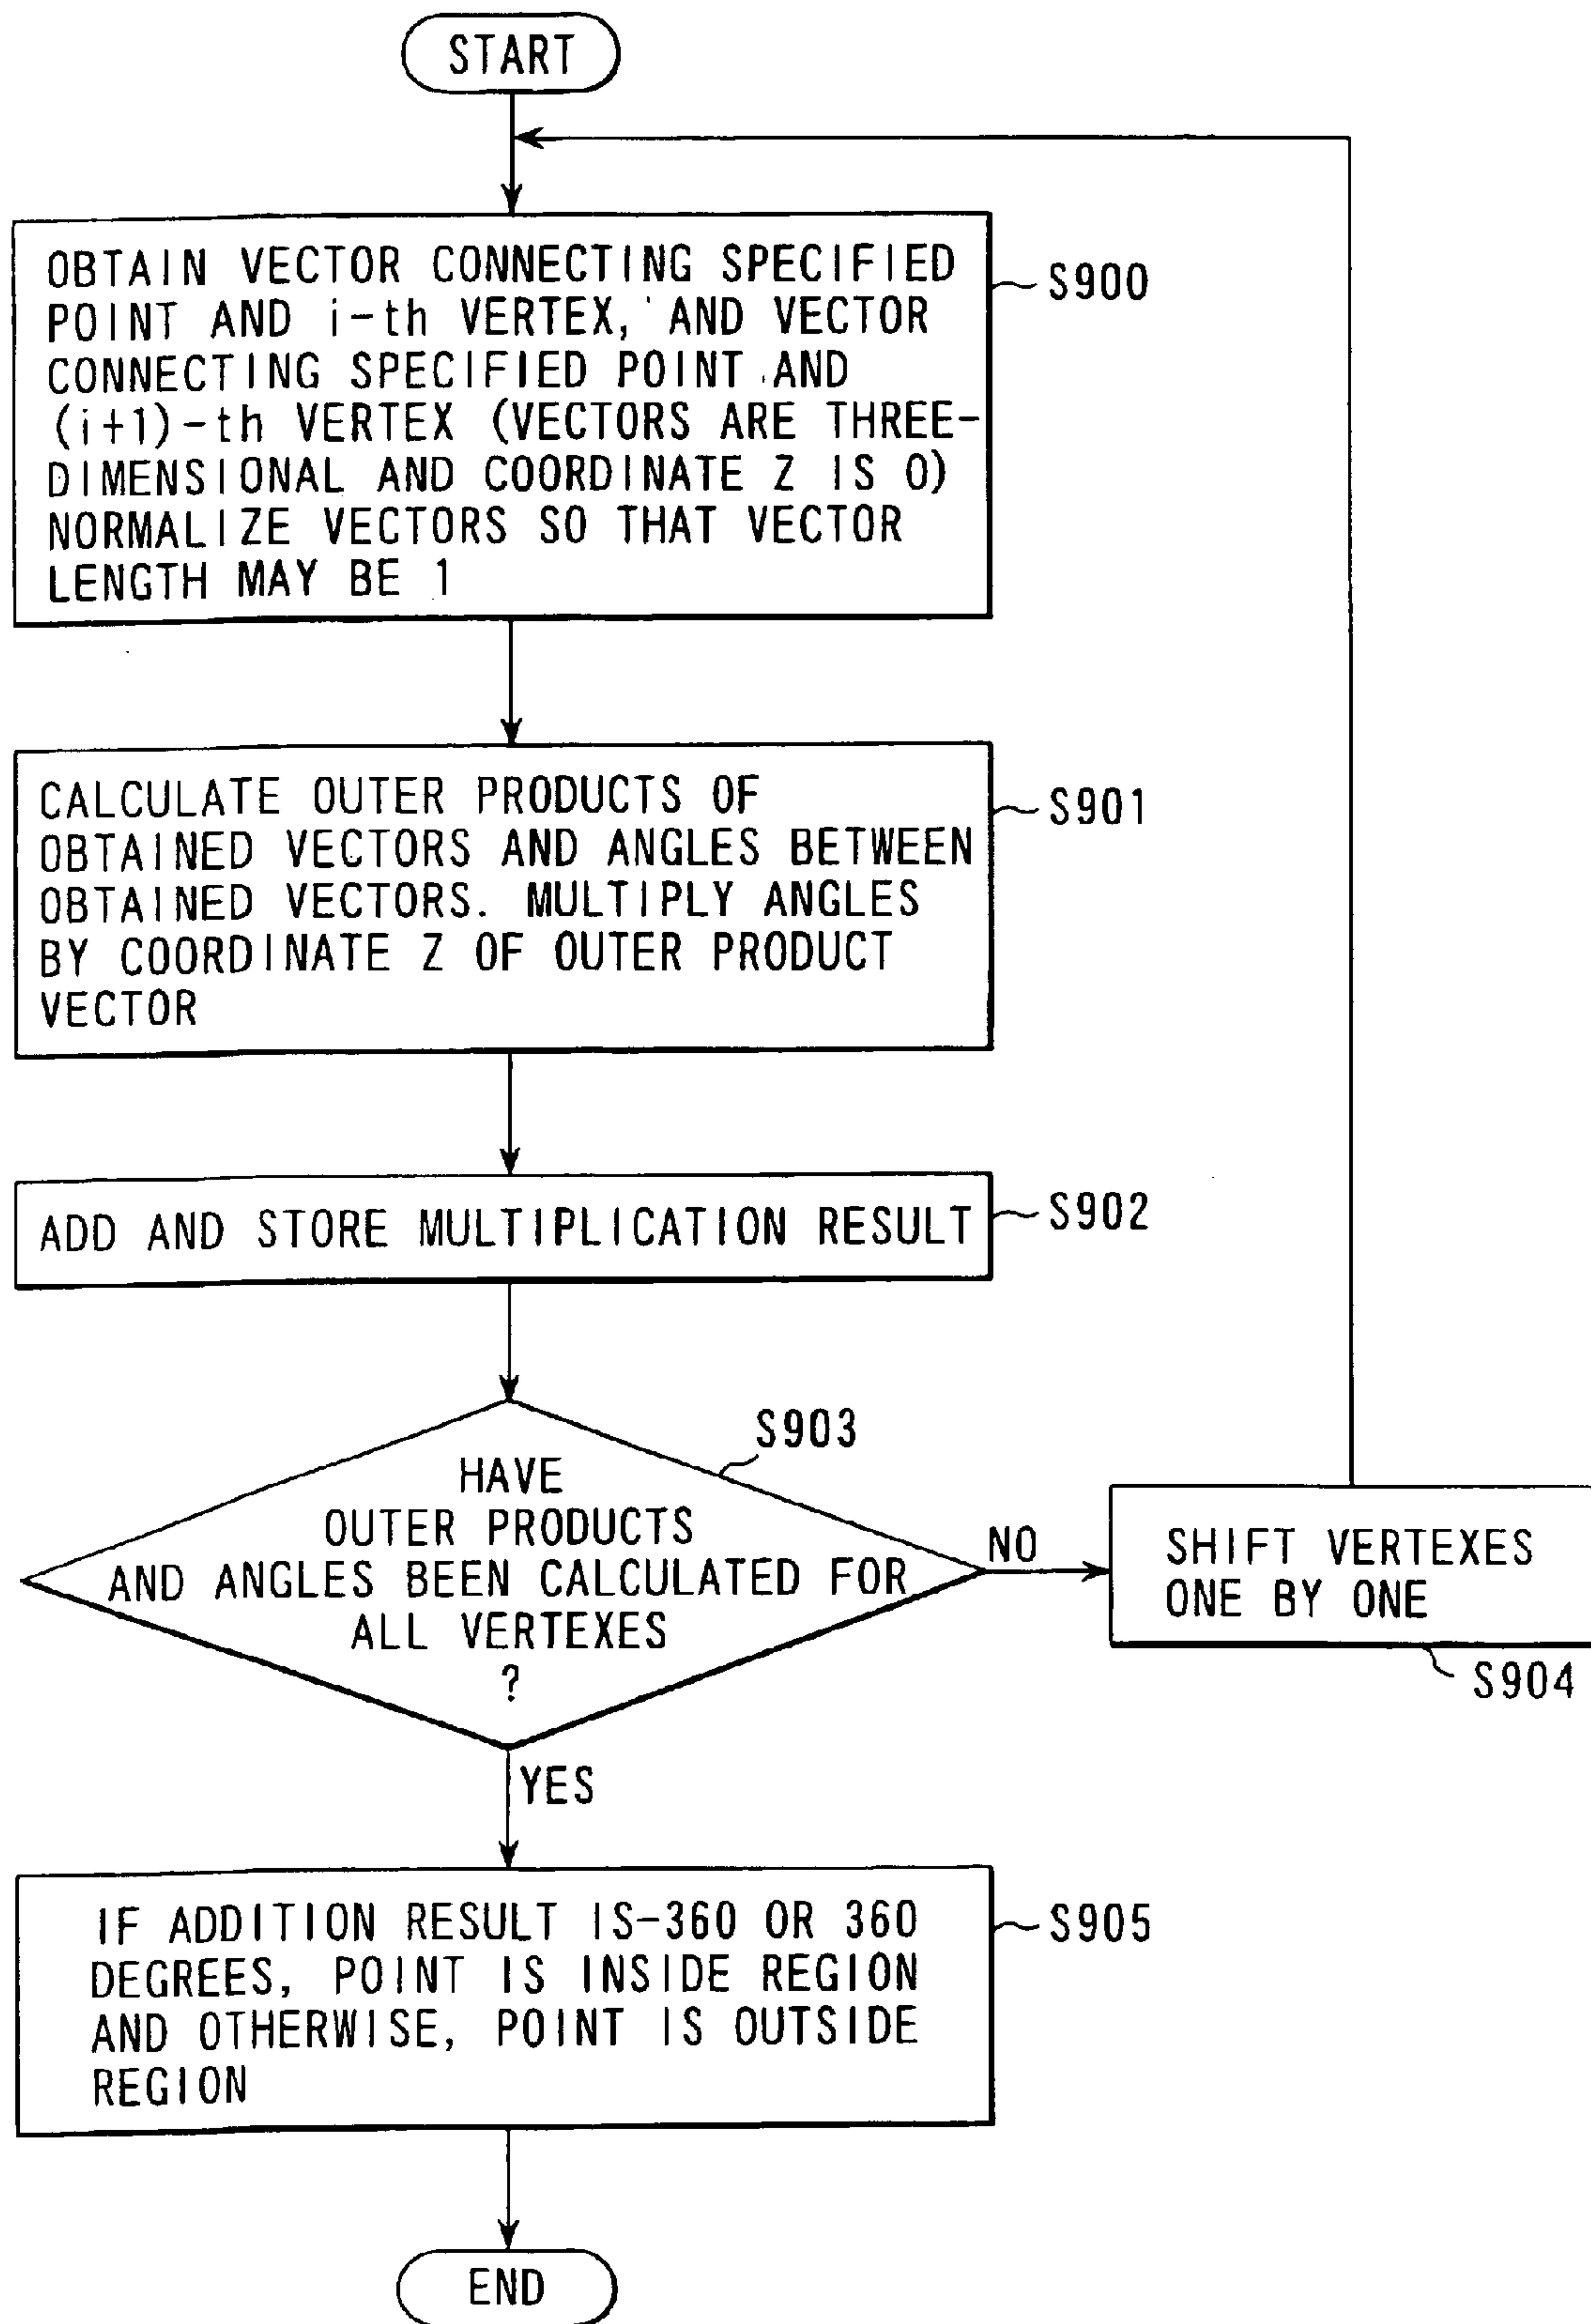 START
OBTAIN VECTOR CONNECTING SPECIFIED
POINT AND i-th VERTEX, AND VECTOR
CONNECTING SPECIFIED POINT AND
(i+1)-th VERTEX (VECTORS ARE THREE-
DIMENSIONAL AND COORDINATE Z IS 0)
NORMALIZE VECTORS SO THAT VECTOR
LENGTH MAY BE 1
S900
CALCULATE OUTER PRODUCTS OF
OBTAINED VECTORS AND ANGLES BETWEEN
OBTAINED VECTORS. MULTIPLY ANGLES
BY COORDINATE Z OF OUTER PRODUCT
VECTOR
S901
ADD AND STORE MULTIPLICATION RESULT
S902
S903
HAVE
OUTER PRODUCTS
AND ANGLES BEEN CALCULATED FOR
ALL VERTEXES
?
NO
SHIFT VERTEXES
ONE BY ONE
S904
YES
IF ADDITION RESULT IS-360 OR 360
DEGREES, POINT IS INSIDE REGION
AND OTHERWISE, POINT IS OUTSIDE
REGION
S905
END